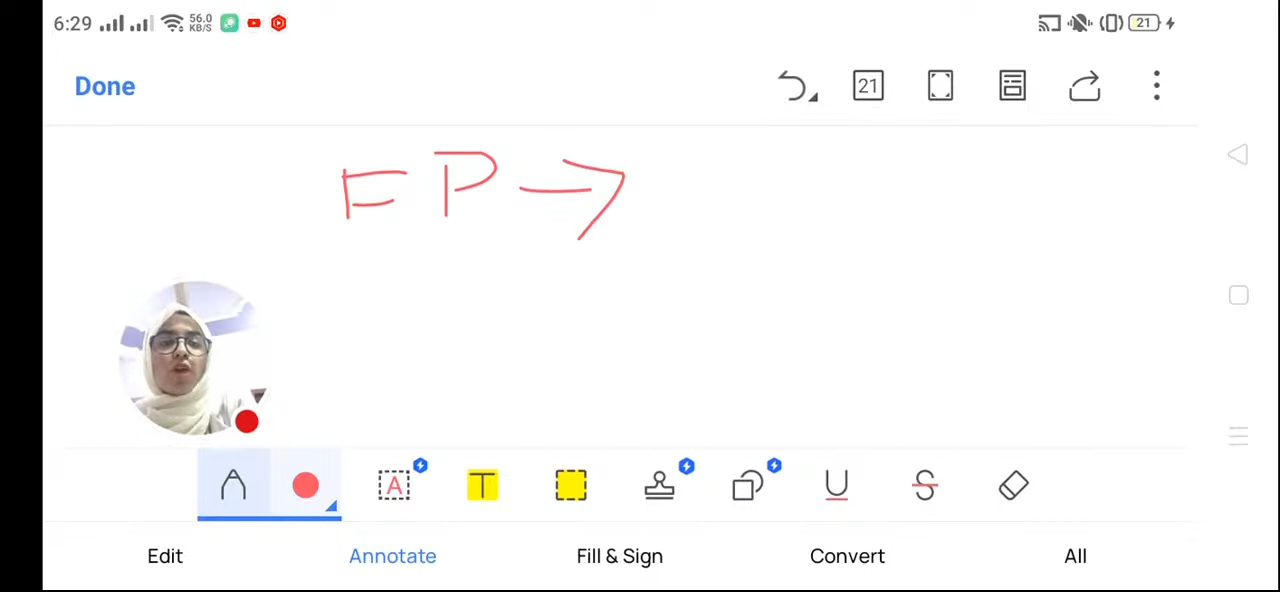 6:29 56.0 KB/S 21
Done 21
FP →
A T U S
Edit Annotate Fill & Sign Convert All